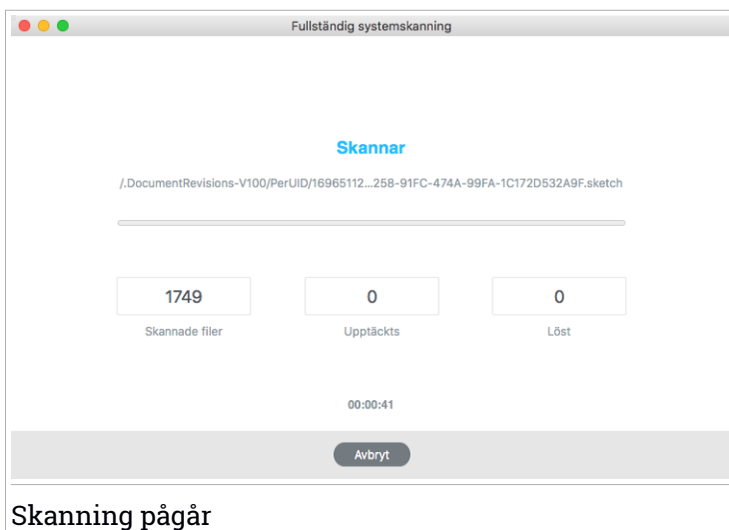 Fullständig systemskanning
Skannar
/.DocumentRevisions-V100/PerUID/16965112...258-91FC-474A-99FA-1C172D532A9F.sketch
1749
0
0
Skannade filer
Upptäckts
Löst
00:00:41
Avbryt
Skanning pågår